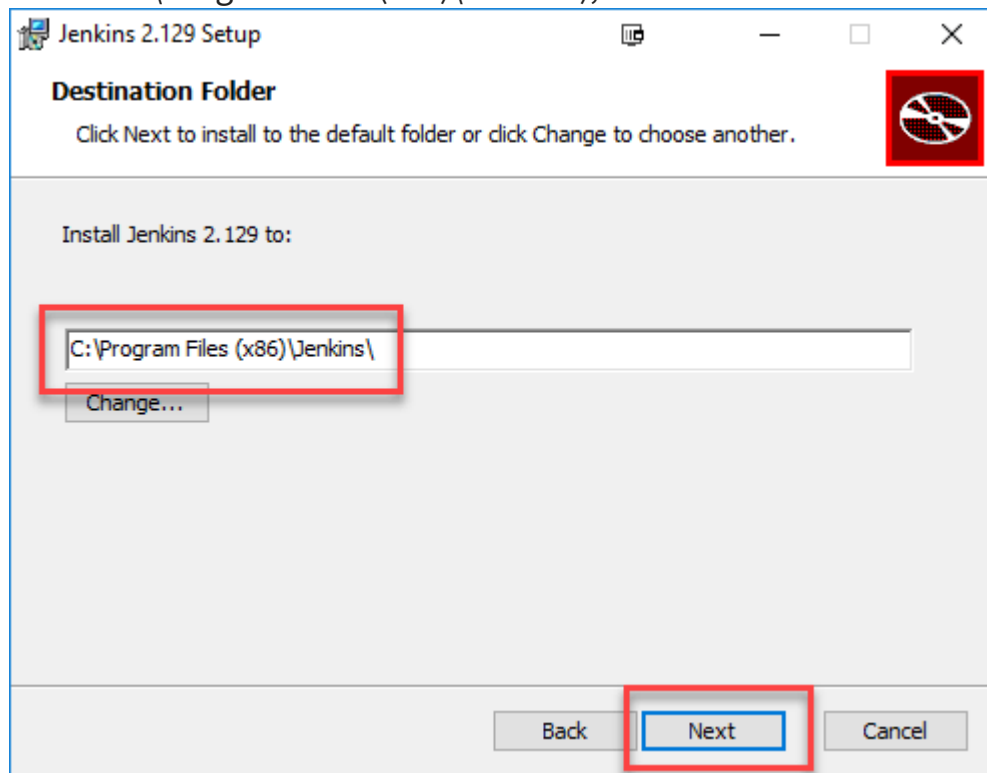 Jenkins 2.129 Setup
Destination Folder
Click Next to install to the default folder or click Change to choose another.
Install Jenkins 2.129 to:
C:\Program Files (x86)\Jenkins\
Change...
Back Next Cancel